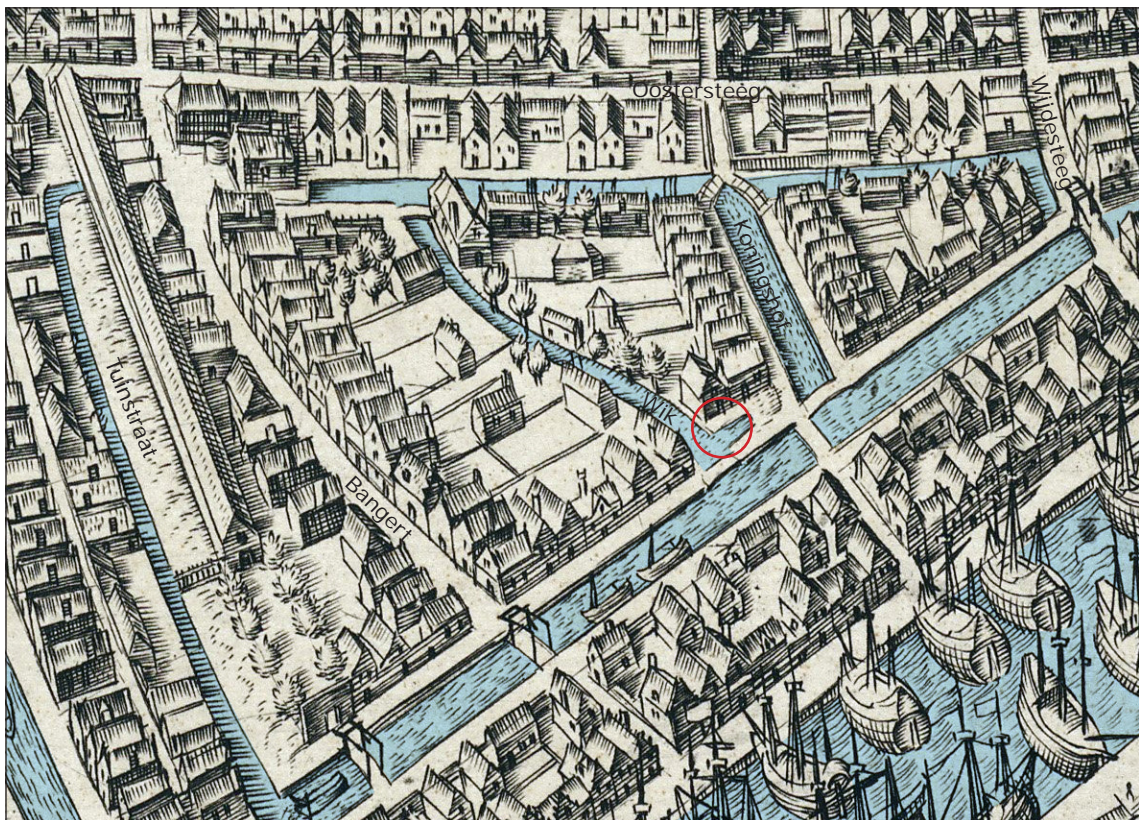 Oostersteeg
Wijdesteeg
Koningshof
Tuinstraat
Wijk
Bangert